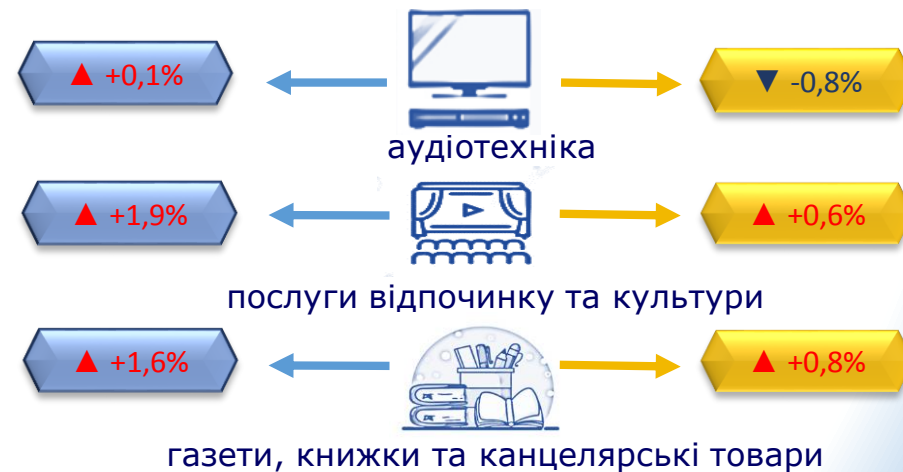 ▲ +0,1%
▼ -0,8%
аудіотехніка
▲ +1,9%
▲ +0,6%
послуги відпочинку та культури
▲ +1,6%
▲ +0,8%
газети, книжки та канцелярські товари